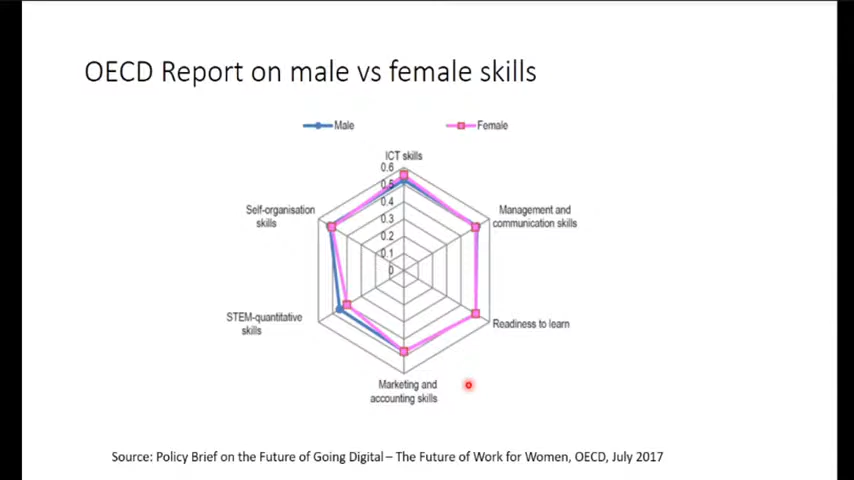 OECD Report on male vs female skills
Male
Female
ICT skills
0.6
0.5
0.4
0.3
0.2
0.1
0
Self-organisation
skills
Management and
communication skills
STEM-quantitative
skills
Readiness to learn
Marketing and
accounting skills
Source: Policy Brief on the Future of Going Digital – The Future of Work for Women, OECD, July 2017